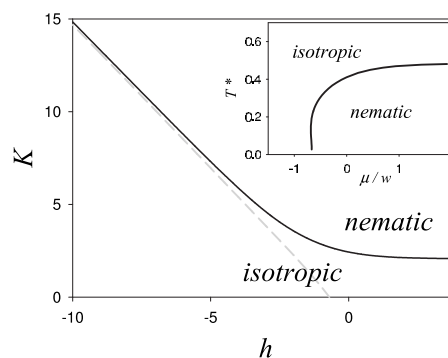 15
10
5
0
K
-10
-5
0
h
nematic
isotropic
0.6
0.4
0.2
0.0
T*
isotropic
nematic
-1
0
1
μ/w